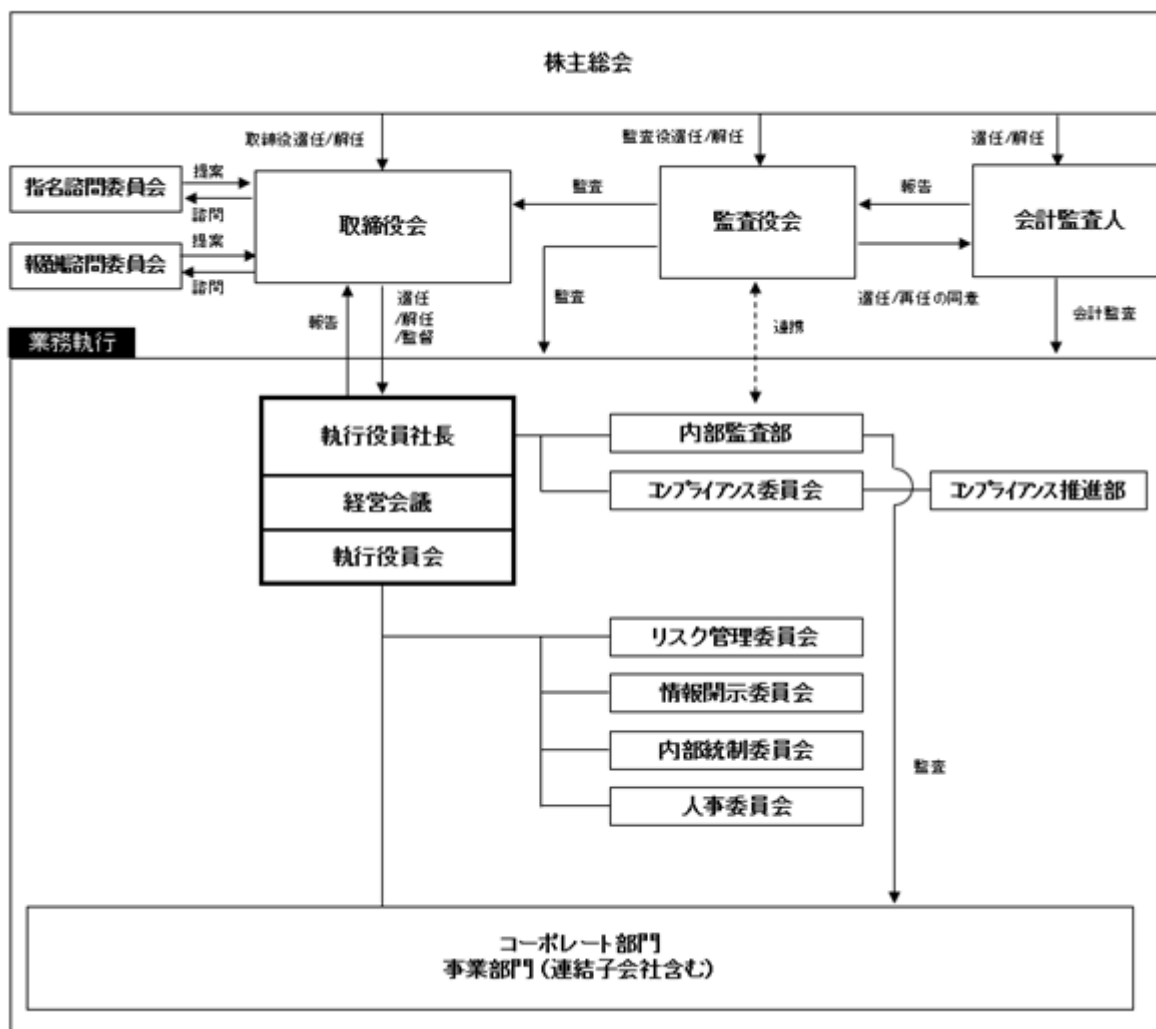 株主総会
取締役選任/解任
監査役選任/解任
選任/解任
指名諮問委員会
提案
諮問
報酬諮問委員会
提案
諮問
取締役会
監査
監査役会
報告
会計監査人
選任/再任の同意
報告
選任
/解任
/監督
監査
連携
会計監査
業務執行
執行役員社長
経営会議
執行役員会
内部監査部
コンプライアンス委員会
コンプライアンス推進部
リスク管理委員会
情報開示委員会
内部統制委員会
人事委員会
監査
コーポレート部門
事業部門（連結子会社含む）